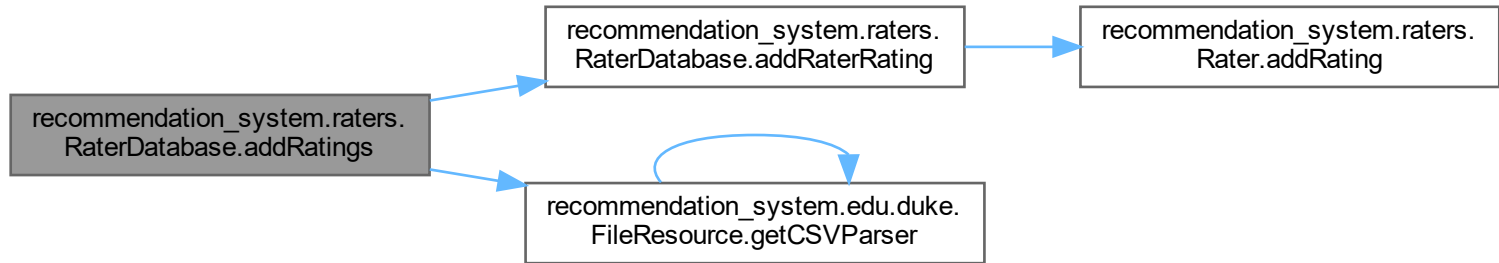 recommendation_system.raters.
RaterDatabase.addRatings
recommendation_system.raters.
RaterDatabase.addRaterRating
recommendation_system.raters.
Rater.addRating
recommendation_system.edu.duke.
FileResource.getCSVParser